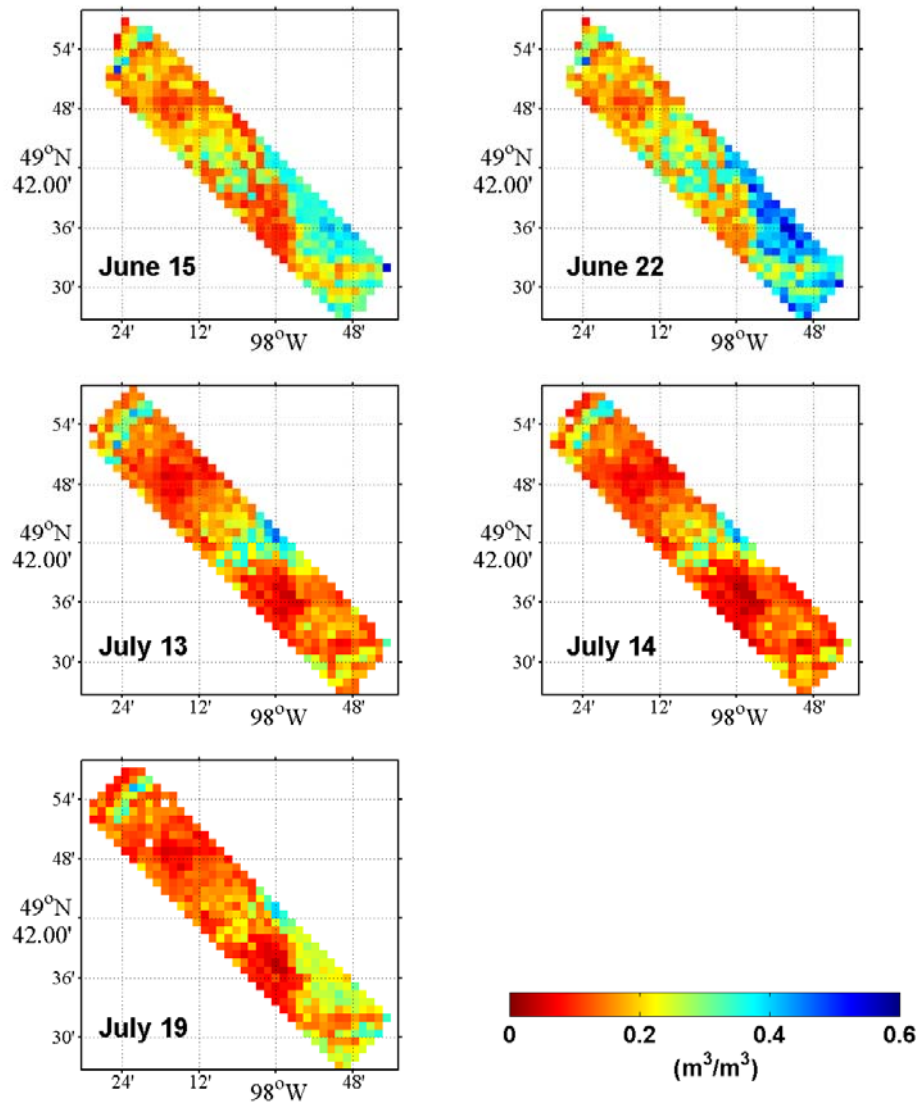 54' 54'
48' 48'
49°N 49°N
42.00' 42.00'
36' 36'
June 15 June 22
30' 30'
24' 12' 98°W 48' 24' 12' 98°W 48'
54' 54'
48' 48'
49°N 49°N
42.00' 42.00'
36' 36'
July 13 July 14
30' 30'
24' 12' 98°W 48' 24' 12' 98°W 48'
54'
48'
49°N
42.00'
36'
July 19
30'
24' 12' 98°W 48'
0 0.2 0.4 0.6
(m³/m³)